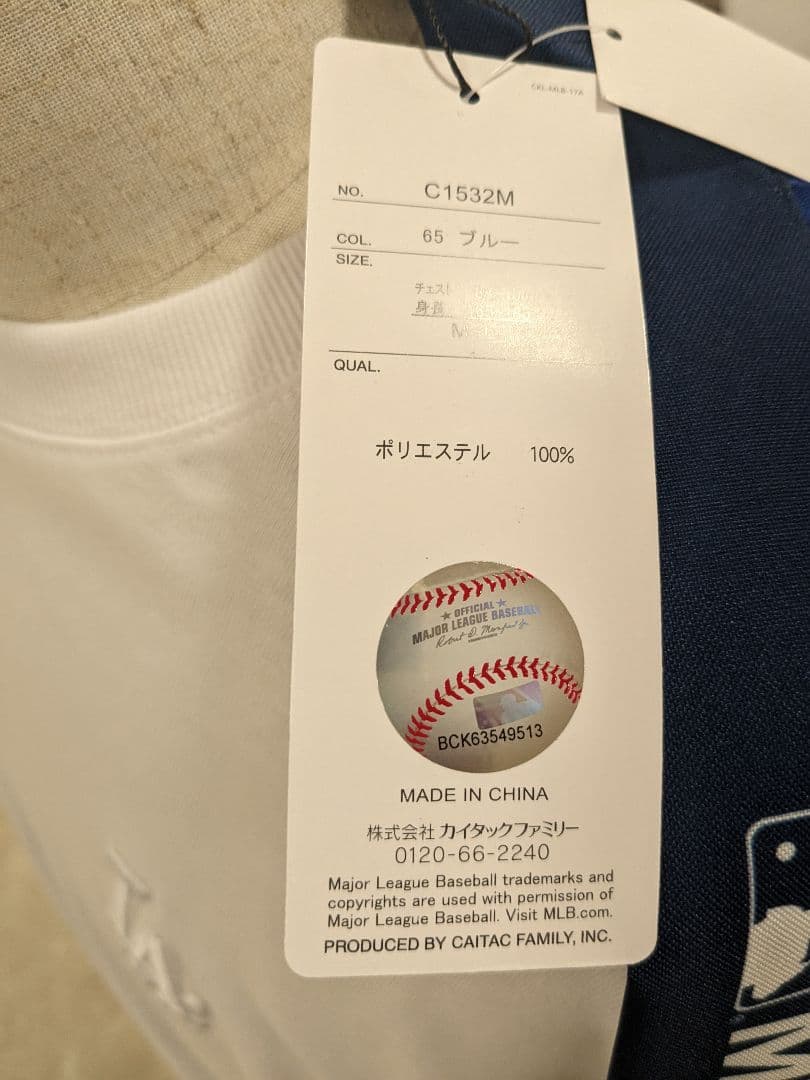 CKL-MLB-17A
NO. C1532M
COL. 65 ブルー
SIZE.
M
QUAL.
ポリエステル 100%
★ OFFICIAL ★
MAJOR LEAGUE BASEBALL
BCK63549513
MADE IN CHINA
株式会社 カイタックファミリー
0120-66-2240
Major League Baseball trademarks and
copyrights are used with permission of
Major League Baseball. Visit MLB.com.
PRODUCED BY CAITAC FAMILY, INC.